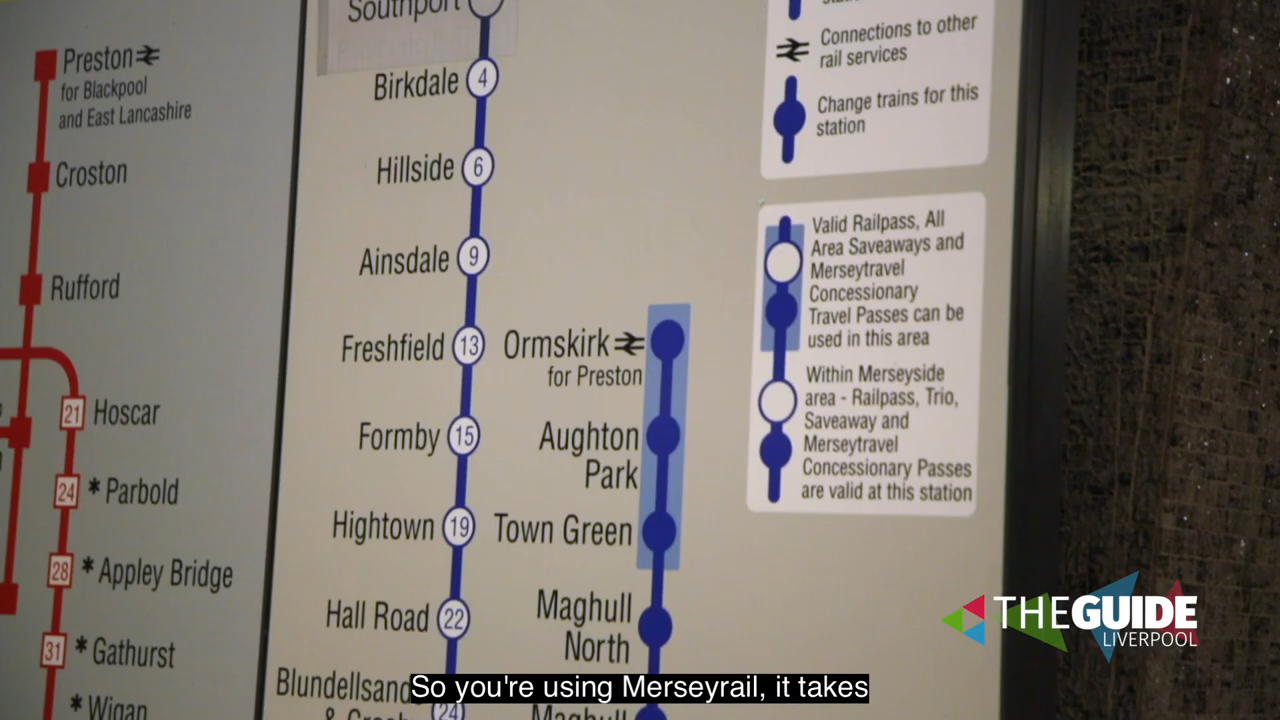 Preston
for Blackpool
and East Lancashire
Croston
Rufford
21 Hoscar
24 * Parbold
28 * Appley Bridge
31 * Gathurst
* Wigan
Southport
Birkdale 4
Hillside 6
Ainsdale 9
Freshfield 13
Formby 15
Hightown 19
Hall Road 22
24
Ormskirk
for Preston
Aughton
Park
Town Green
Maghull
North
Maghull
Connections to other
rail services
Change trains for this
station
Valid Railpass, All
Area Saveaways and
Merseytravel
Concessionary
Travel Passes can be
used in this area
Within Merseyside
area - Railpass, Trio,
Saveaway and
Merseytravel
Concessionary Passes
are valid at this station
THEGUIDE
LIVERPOOL
So you're using Merseyrail, it takes